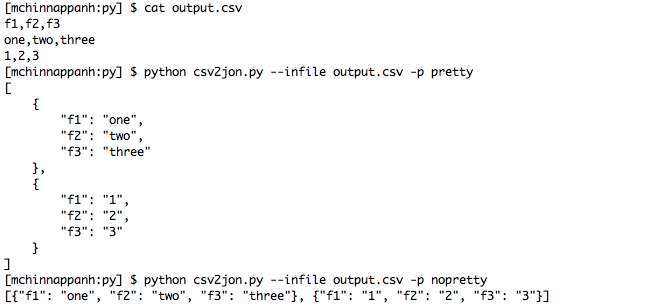 [mchinnappanh:py] $ cat output.csv
f1,f2,f3
one,two,three
1,2,3
[mchinnappanh:py] $ python csv2jon.py --infile output.csv -p pretty
[
    {
        "f1": "one",
        "f2": "two",
        "f3": "three"
    },
    {
        "f1": "1",
        "f2": "2",
        "f3": "3"
    }
]
[mchinnappanh:py] $ python csv2jon.py --infile output.csv -p nopretty
[{"f1": "one", "f2": "two", "f3": "three"}, {"f1": "1", "f2": "2", "f3": "3"}]